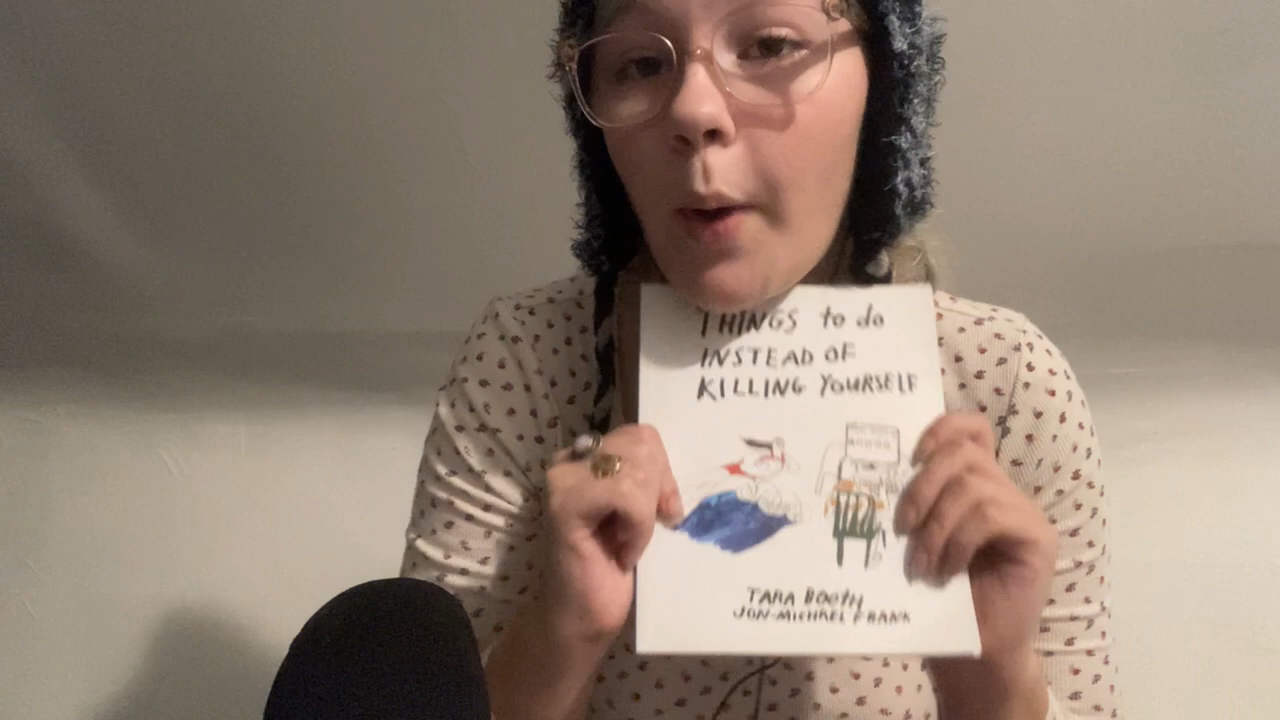 THINGS to do
INSTEAD OF
KILLING YOURSELF
TARA BOOTH
JON-MICHAEL FRANK